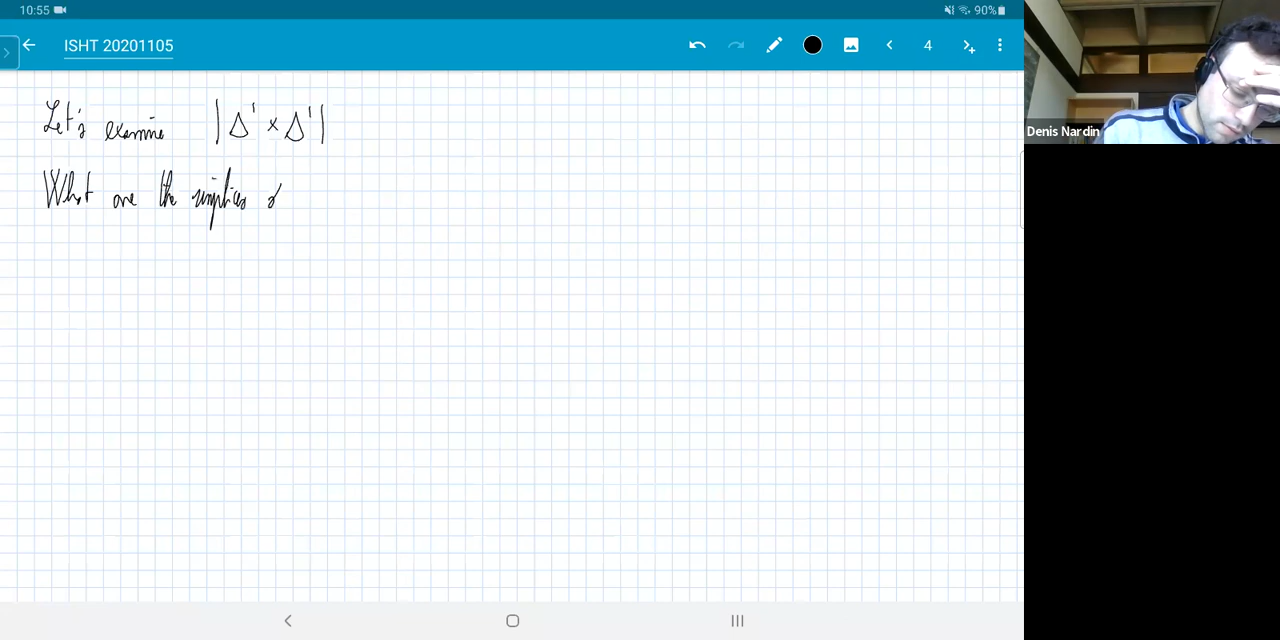 10:55
90%
ISHT 20201105
4
Let's examine |Δ¹ × Δ¹|
What are the simplices of
Denis Nardin